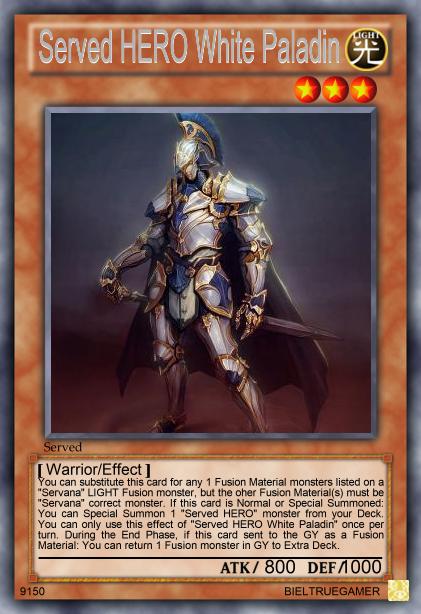 Served HERO White Paladin
LIGHT
光
Served
[ Warrior/Effect ]
You can substitute this card for any 1 Fusion Material monsters listed on a
"Servana" LIGHT Fusion monster, but the oher Fusion Material(s) must be
"Servana" correct monster. If this card is Normal or Special Summoned:
You can Special Summon 1 "Served HERO" monster from your Deck.
You can only use this effect of "Served HERO White Paladin" once per
turn. During the End Phase, if this card sent to the GY as a Fusion
Material: You can return 1 Fusion monster in GY to Extra Deck.
ATK/ 800 DEF/1000
9150 BIELTRUEGAMER